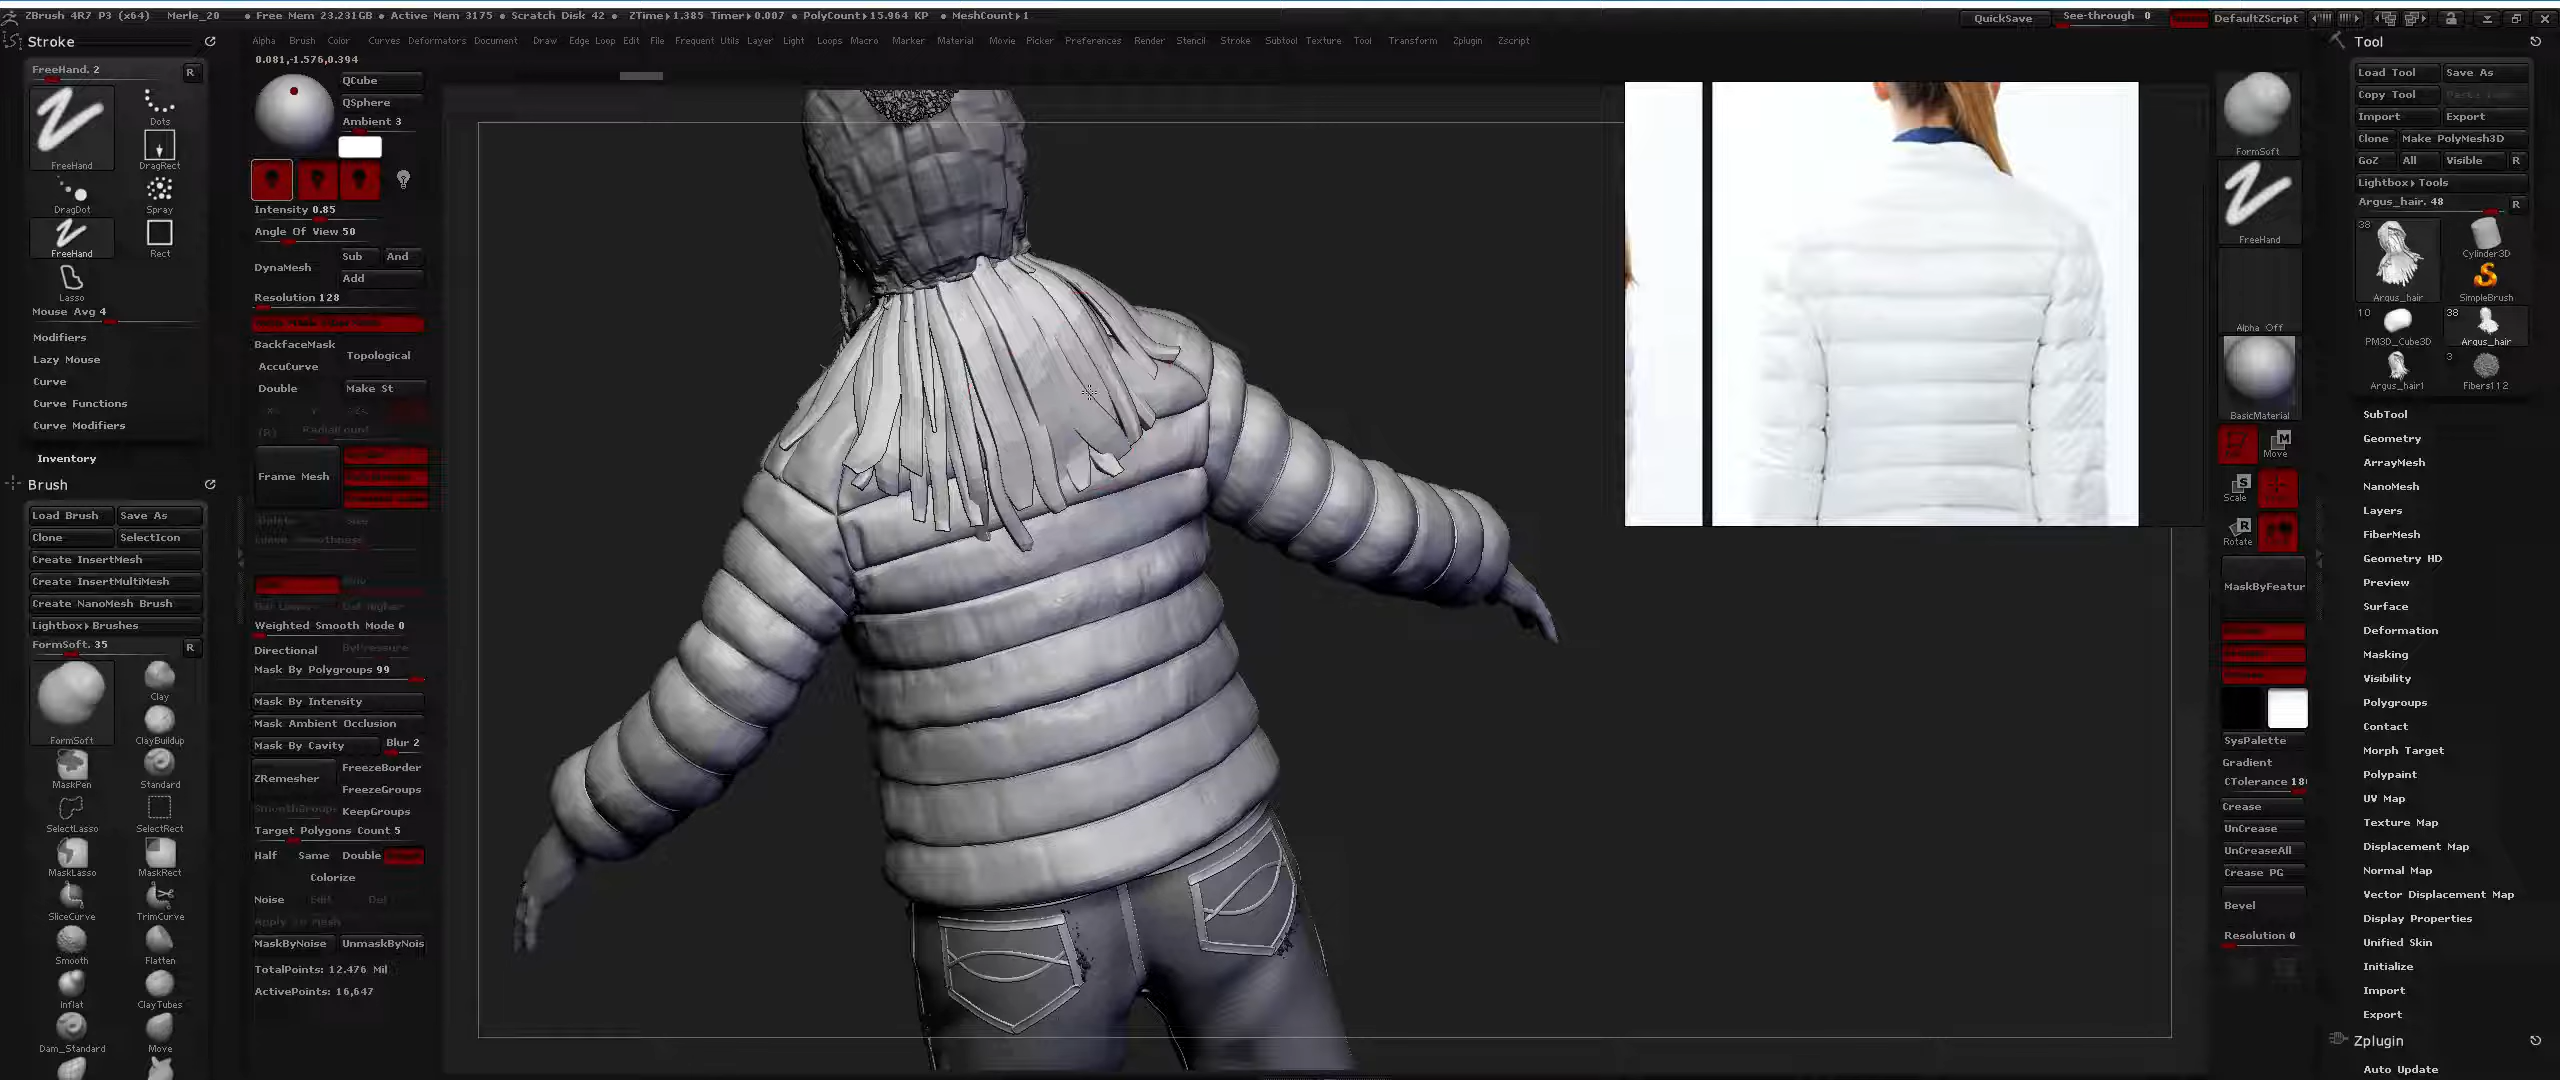 ZBrush 4R7 P3 (x64) Merle_20 • Free Mem 23.231GB • Active Mem 3175 • Scratch Disk 42 • ZTime▸1.385 Timer▸0.007 • PolyCount▸15.964 KP • MeshCount▸1 QuickSave See-through 0 DefaultZScript
Stroke
Alpha Brush Color Curves Deformators Document Draw Edge Loop Edit File Frequent Utils Layer Light Loops Macro Marker Material Movie Picker Preferences Render Stencil Stroke Subtool Texture Tool Transform Zplugin Zscript
0.081,-1.576,0.394
FreeHand. 2
R
FreeHand
Dots
DragRect
DragDot
Spray
FreeHand
Rect
Lasso
Mouse Avg 4
Modifiers
Lazy Mouse
Curve
Curve Functions
Curve Modifiers
Inventory
Brush
Load Brush
Save As
Clone
SelectIcon
Create InsertMesh
Create InsertMultiMesh
Create NanoMesh Brush
Lightbox▸Brushes
FormSoft. 35
R
FormSoft
Clay
ClayBuildup
MaskPen
Standard
SelectLasso
SelectRect
MaskLasso
MaskRect
SliceCurve
TrimCurve
Smooth
Flatten
Inflat
ClayTubes
Dam_Standard
Move
QCube
QSphere
Ambient 3
Intensity 0.85
Angle Of View 50
DynaMesh
Sub
And
Add
Resolution 128
BackfaceMask
Topological
AccuCurve
Double
Make St
(R)
RadialCount
Frame Mesh
Weighted Smooth Mode 0
Directional
ByPressure
Mask By Polygroups 99
Mask By Intensity
Mask Ambient Occlusion
Mask By Cavity
Blur 2
ZRemesher
FreezeBorder
FreezeGroups
SmoothGroups
KeepGroups
Target Polygons Count 5
Half
Same
Double
Colorize
Noise
Edit
Del
Apply To Mesh
MaskByNoise
UnmaskByNois
TotalPoints: 12.476 Mil
ActivePoints: 16,647
FormSoft
FreeHand
Alpha Off
BasicMaterial
Move
Scale
Rotate
MaskByFeatur
SysPalette
Gradient
CTolerance 18
Crease
UnCrease
UnCreaseAll
Crease PG
Bevel
Resolution 0
Tool
Load Tool
Save As
Copy Tool
Import
Export
Clone
Make PolyMesh3D
GoZ
All
Visible
R
Lightbox▸Tools
Argus_hair. 48
R
38
Argus_hair
Cylinder3D
SimpleBrush
10
PM3D_Cube3D
38
Argus_hair
Argus_hair1
3
Fibers112
SubTool
Geometry
ArrayMesh
NanoMesh
Layers
FiberMesh
Geometry HD
Preview
Surface
Deformation
Masking
Visibility
Polygroups
Contact
Morph Target
Polypaint
UV Map
Texture Map
Displacement Map
Normal Map
Vector Displacement Map
Display Properties
Unified Skin
Initialize
Import
Export
Zplugin
Auto Update